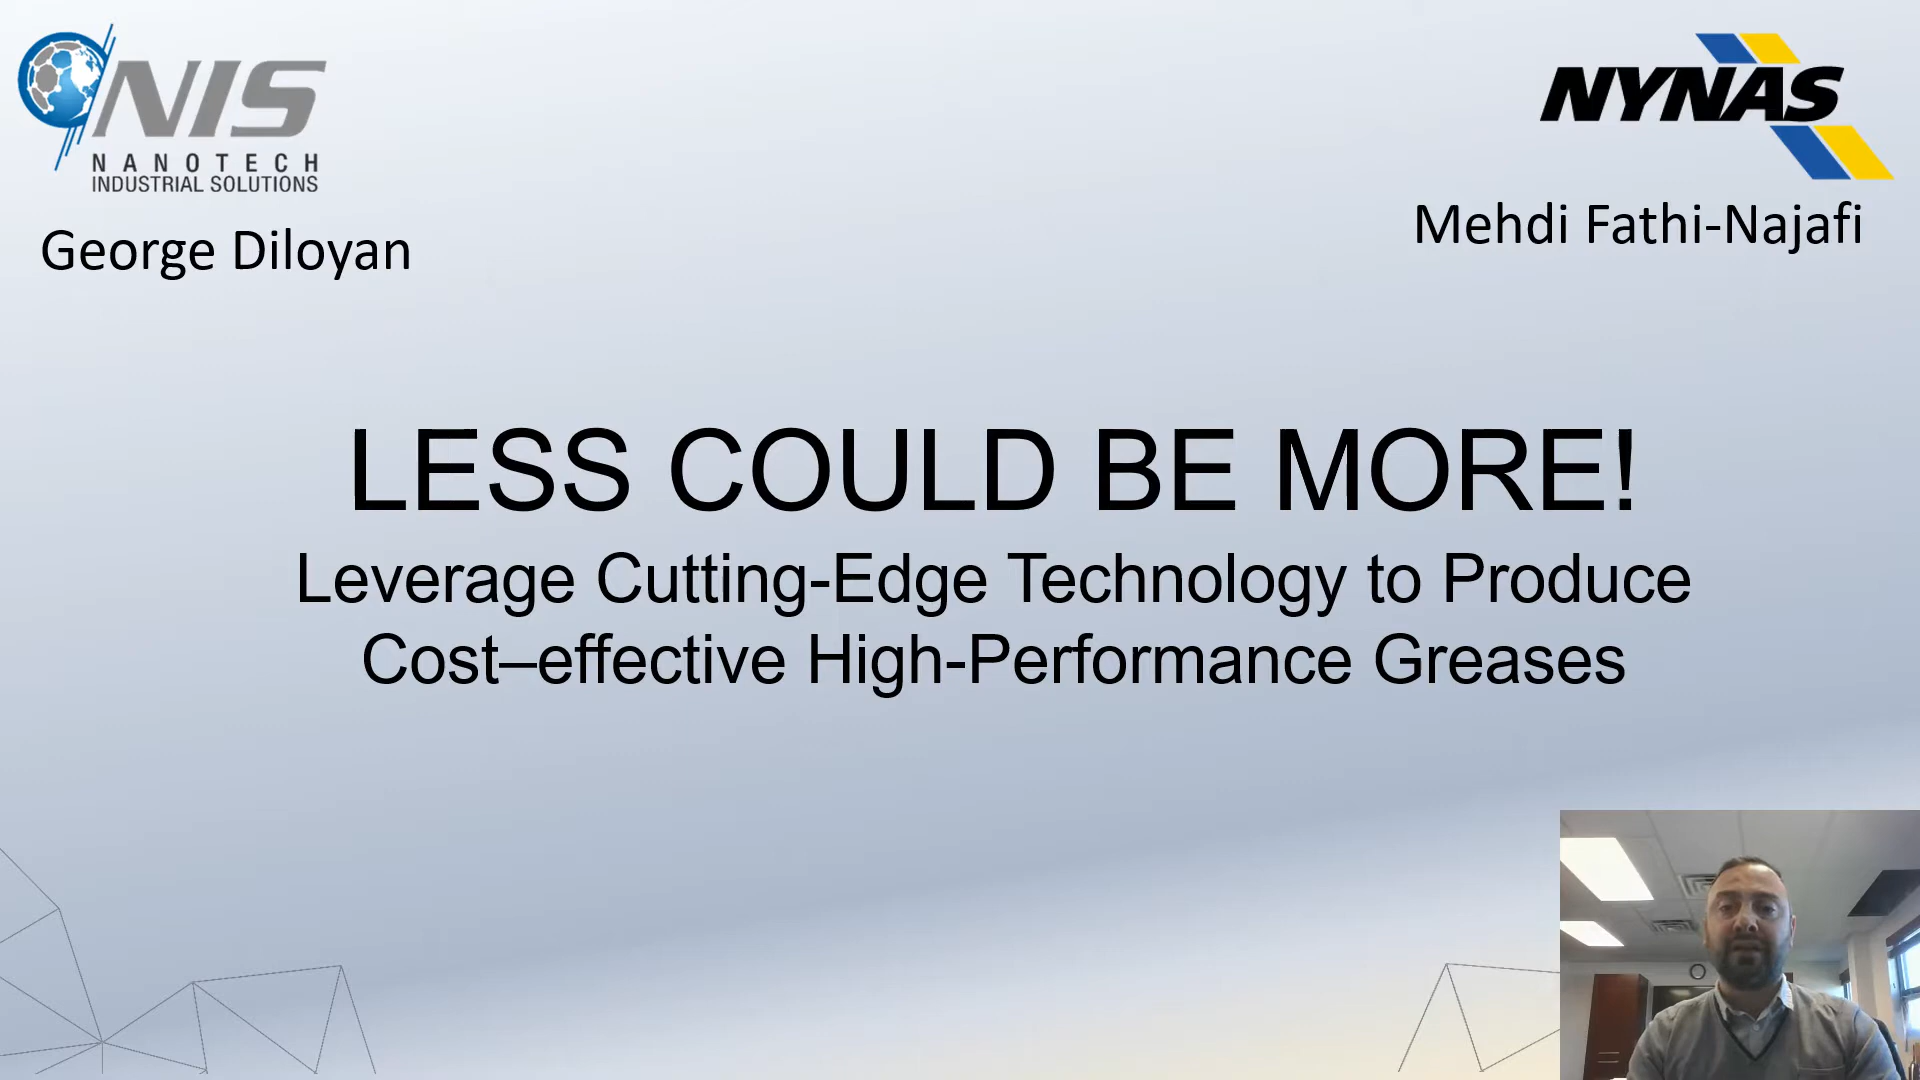 NIS
NANOTECH
INDUSTRIAL SOLUTIONS
George Diloyan
NYNAS
Mehdi Fathi-Najafi
LESS COULD BE MORE!
Leverage Cutting-Edge Technology to Produce
Cost–effective High-Performance Greases